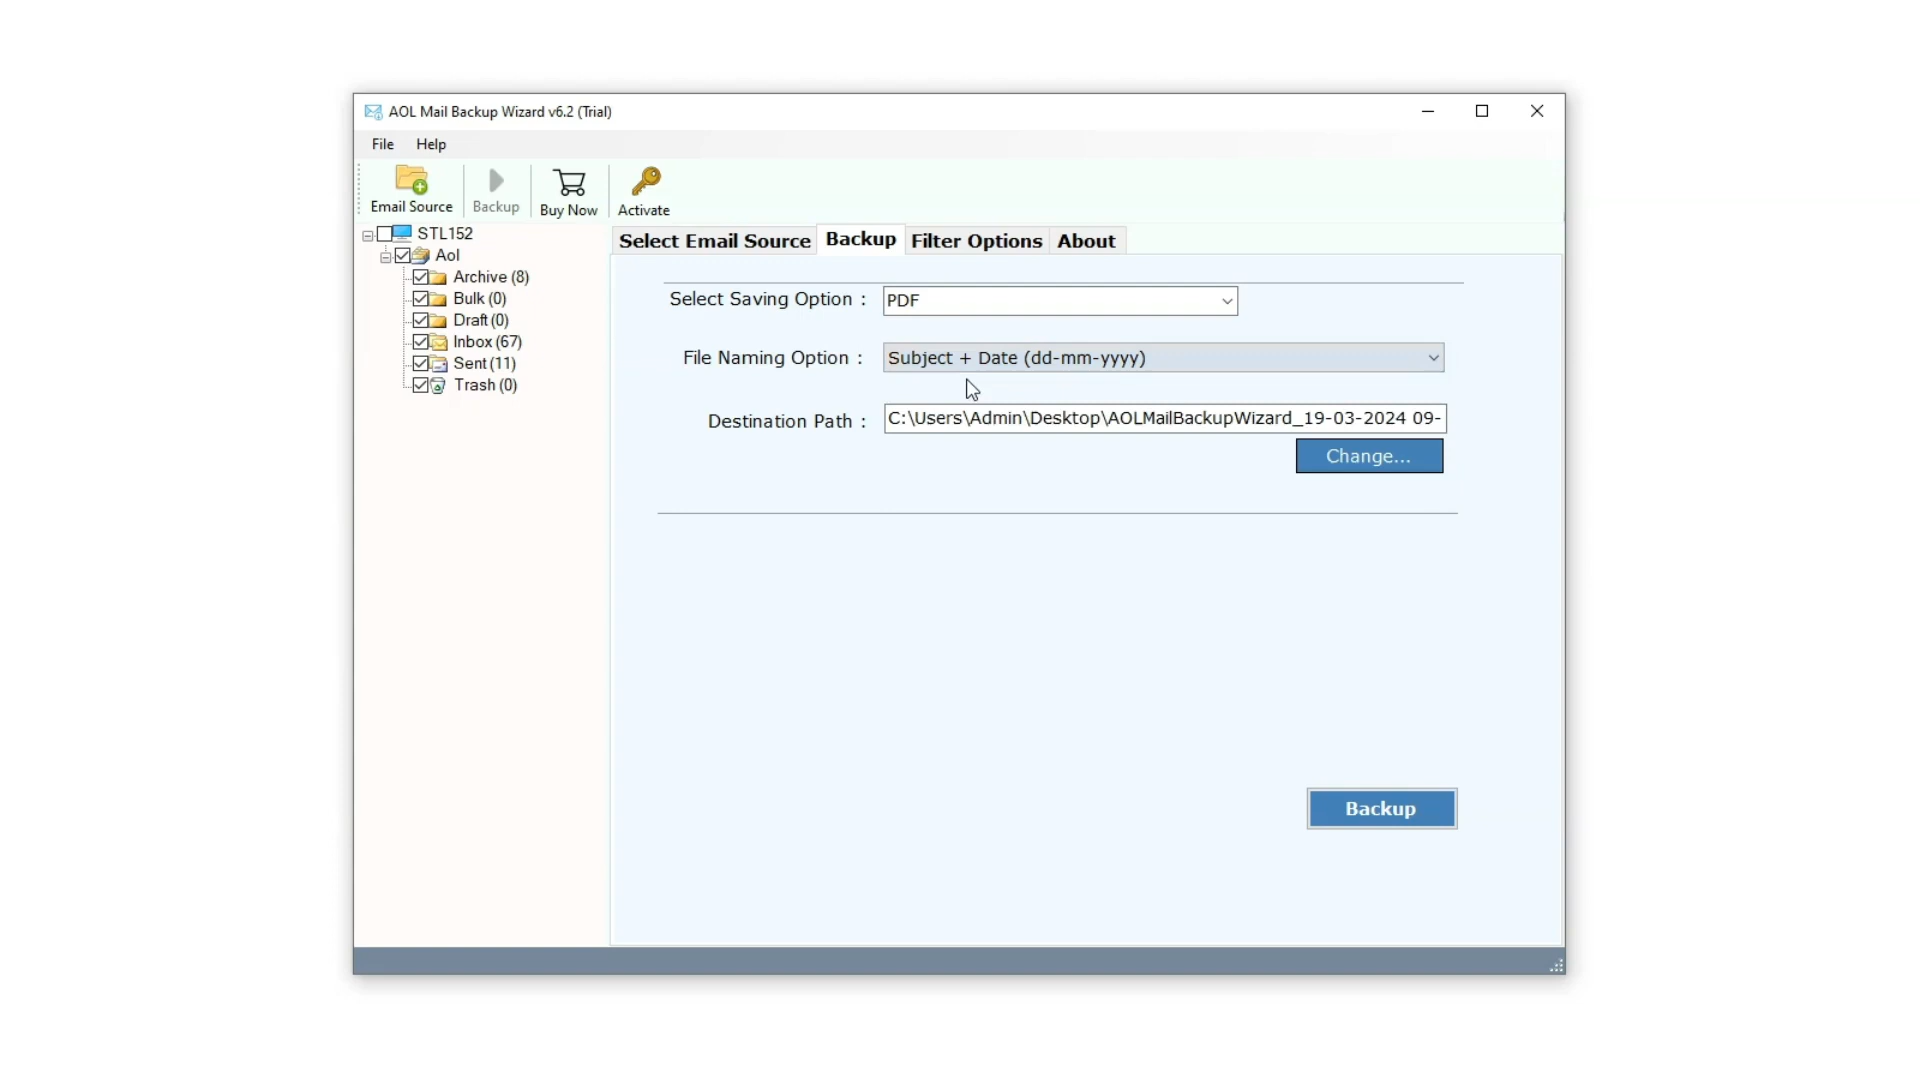 AOL Mail Backup Wizard v6.2 (Trial)
File Help
Email Source Backup Buy Now Activate
STL152
Aol
Archive (8)
Bulk (0)
Draft (0)
Inbox (67)
Sent (11)
Trash (0)
Select Email Source Backup Filter Options About
Select Saving Option : PDF
File Naming Option : Subject + Date (dd-mm-yyyy)
Destination Path : C:\Users\Admin\Desktop\AOLMailBackupWizard_19-03-2024 09-
Change...
Backup